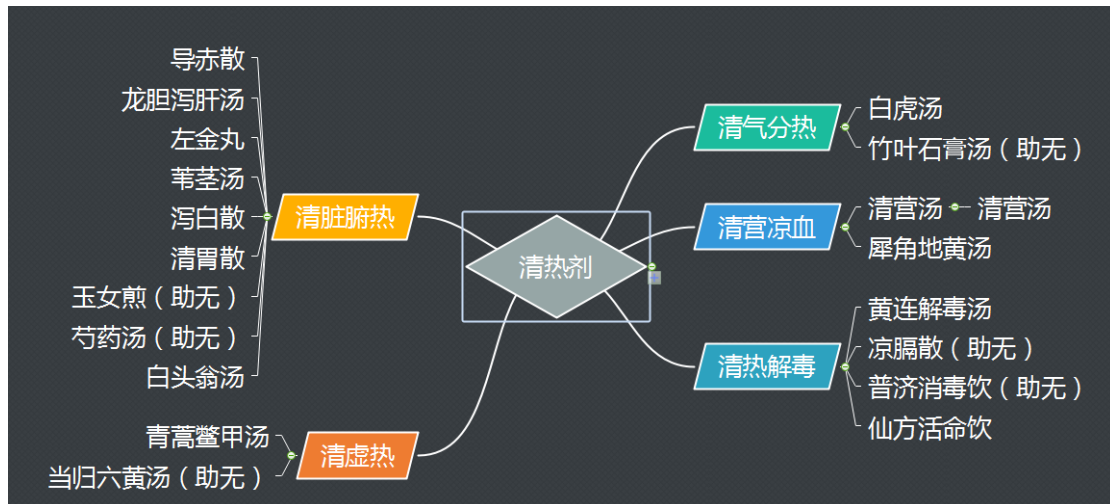 清热剂
清气分热
白虎汤
竹叶石膏汤（助无）
清营凉血
清营汤 清营汤
犀角地黄汤
清热解毒
黄连解毒汤
凉膈散（助无）
普济消毒饮（助无）
仙方活命饮
清脏腑热
导赤散
龙胆泻肝汤
左金丸
苇茎汤
泻白散
清胃散
玉女煎（助无）
芍药汤（助无）
白头翁汤
清虚热
青蒿鳖甲汤
当归六黄汤（助无）